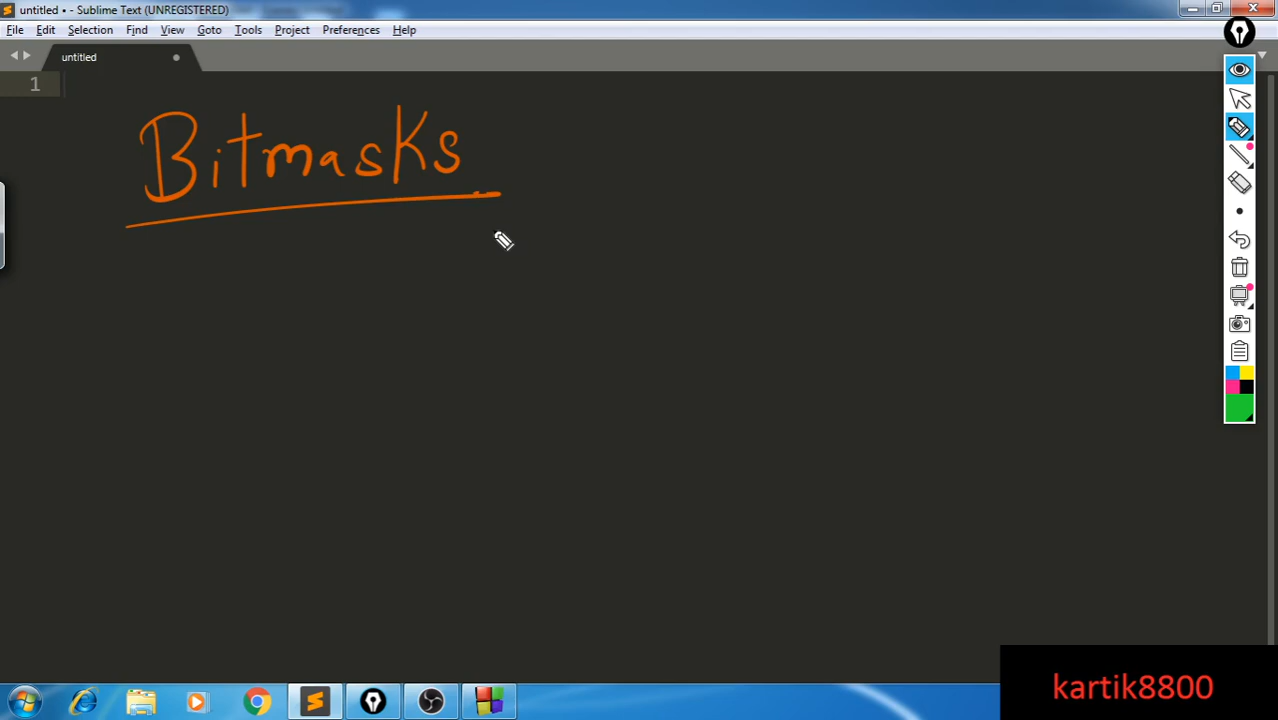 untitled • - Sublime Text (UNREGISTERED)
File Edit Selection Find View Goto Tools Project Preferences Help
untitled
1
Bitmasks
kartik8800